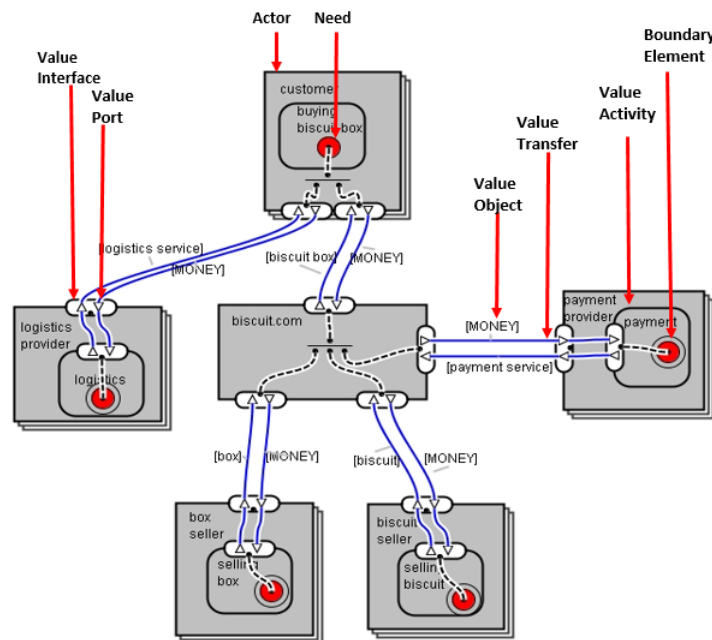 Actor
Need
Boundary
Element
Value
Interface
Value
Port
Value
Activity
Value
Transfer
Value
Object
customer
buying
biscuit box
[logistics service]
[MONEY]
[biscuit box]
[MONEY]
logistics
provider
logistics
biscuit.com
[MONEY]
[payment service]
payment
provider
payment
[box]
[MONEY]
[biscuit]
[MONEY]
box
seller
selling
box
biscuit
seller
selling
biscuit